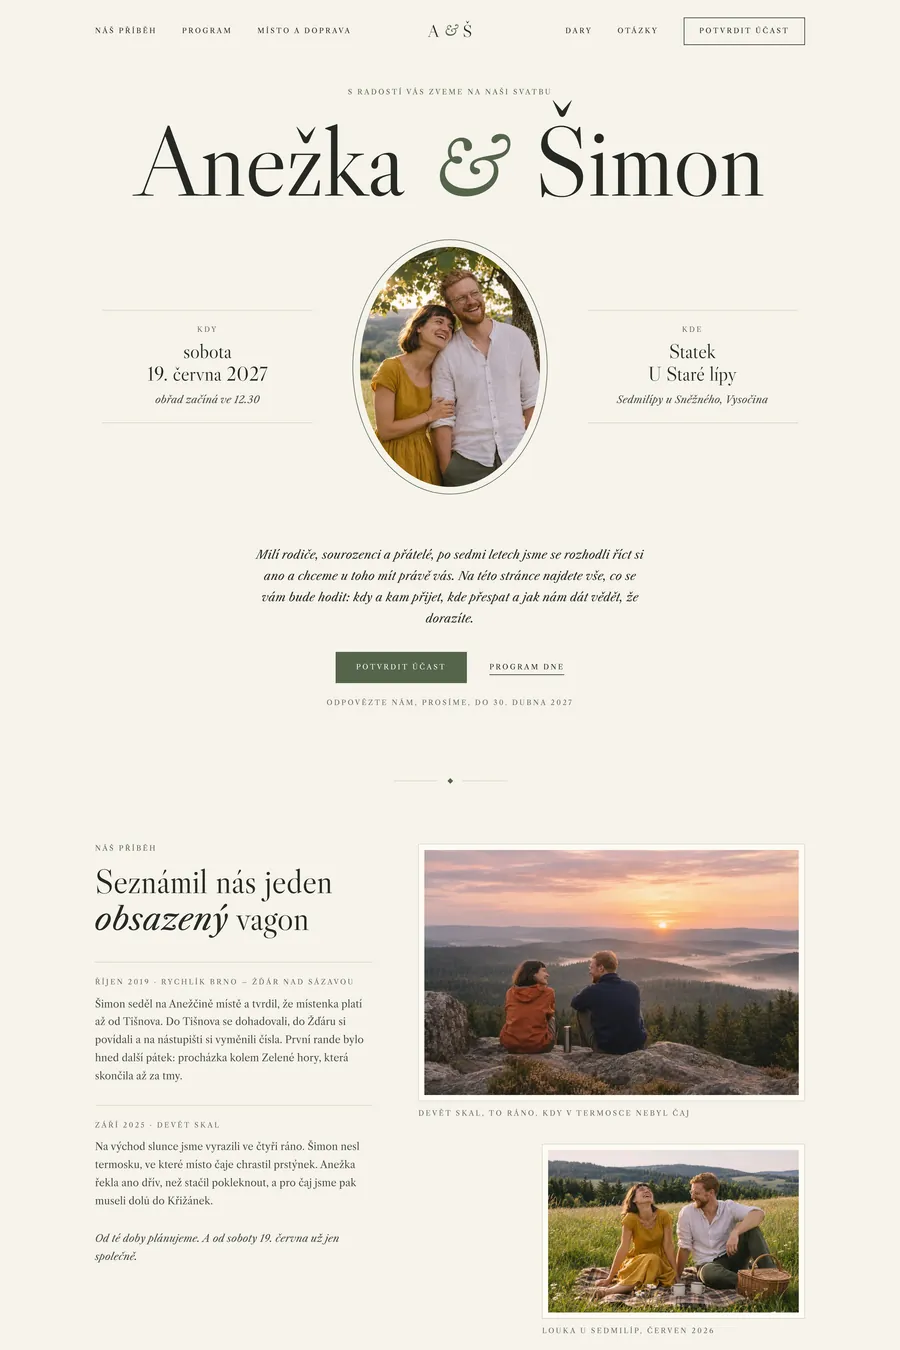 NÁŠ PŘÍBĚH PROGRAM MÍSTO A DOPRAVA A & Š DARY OTÁZKY POTVRDIT ÚČAST
S RADOSTÍ VÁS ZVEME NA NAŠI SVATBU
Anežka & Šimon
KDY
sobota
19. června 2027
obřad začíná ve 12.30
KDE
Statek
U Staré lípy
Sedmilipy u Sněžného, Vysočina
Milí rodiče, sourozenci a přátelé, po sedmi letech jsme se rozhodli říct si
ano a chceme u toho mít právě vás. Na této stránce najdete vše, co se
vám bude hodit: kdy a kam přijet, kde přespat a jak nám dát vědět, že
dorazíte.
POTVRDIT ÚČAST PROGRAM DNE
ODPOVĚZTE NÁM, PROSÍME, DO 30. DUBNA 2027
NÁŠ PŘÍBĚH
Seznámil nás jeden
obsazený vagon
ŘÍJEN 2019 · RYCHLÍK BRNO – ŽĎÁR NAD SÁZAVOU
Šimon seděl na Anežčině místě a tvrdil, že místenka platí
až od Tišnova. Do Tišnova se dohadovali, do Žďáru si
povídali a na nástupišti si vyměnili čísla. První rande bylo
hned další pátek: procházka kolem Zelené hory, která
skončila až za tmy.
ZÁŘÍ 2025 · DEVĚT SKAL
Na východ slunce jsme vyrazili ve čtyři ráno. Šimon nesl
termosku, ve které místo čaje chrastil prstýnek. Anežka
řekla ano dřív, než stačil pokleknout, a pro čaj jsme pak
museli dolů do Křižánek.
Od té doby plánujeme. A od soboty 19. června už jen
společně.
DEVĚT SKAL, TO RÁNO, KDY V TERMOSCE NEBYL ČAJ
LOUKA U SEDMILÍP, ČERVEN 2026